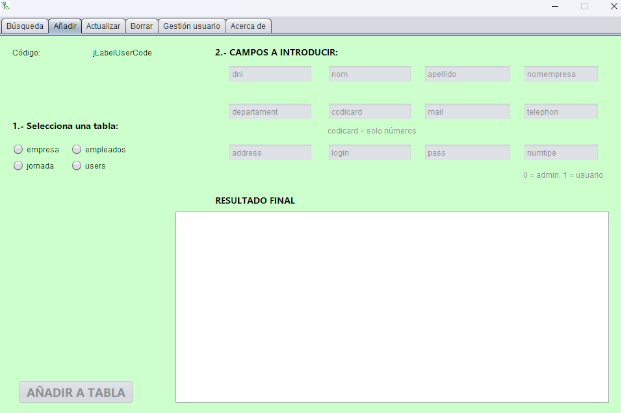 Búsqueda Añadir Actualizar Borrar Gestión usuario Acerca de
Código: jLabelUserCode
2.- CAMPOS A INTRODUCIR:
dni nom apellido nomempresa
departament codicard mail telephon
codicard = solo números
address login pass numtipe
0 = admin, 1 = usuario
1.- Selecciona una tabla:
empresa empleados
jornada users
RESULTADO FINAL
AÑADIR A TABLA